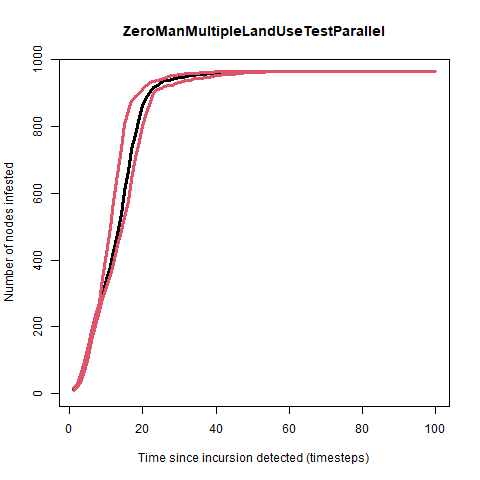 ZeroManMultipleLandUseTestParallel
Number of nodes infested
1000
800
600
400
200
0
0 20 40 60 80 100
Time since incursion detected (timesteps)